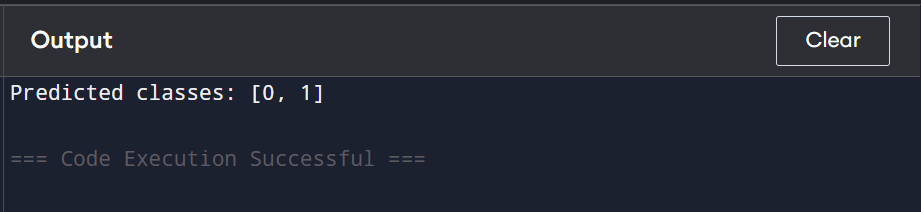 Output
Clear
Predicted classes: [0, 1]
=== Code Execution Successful ===